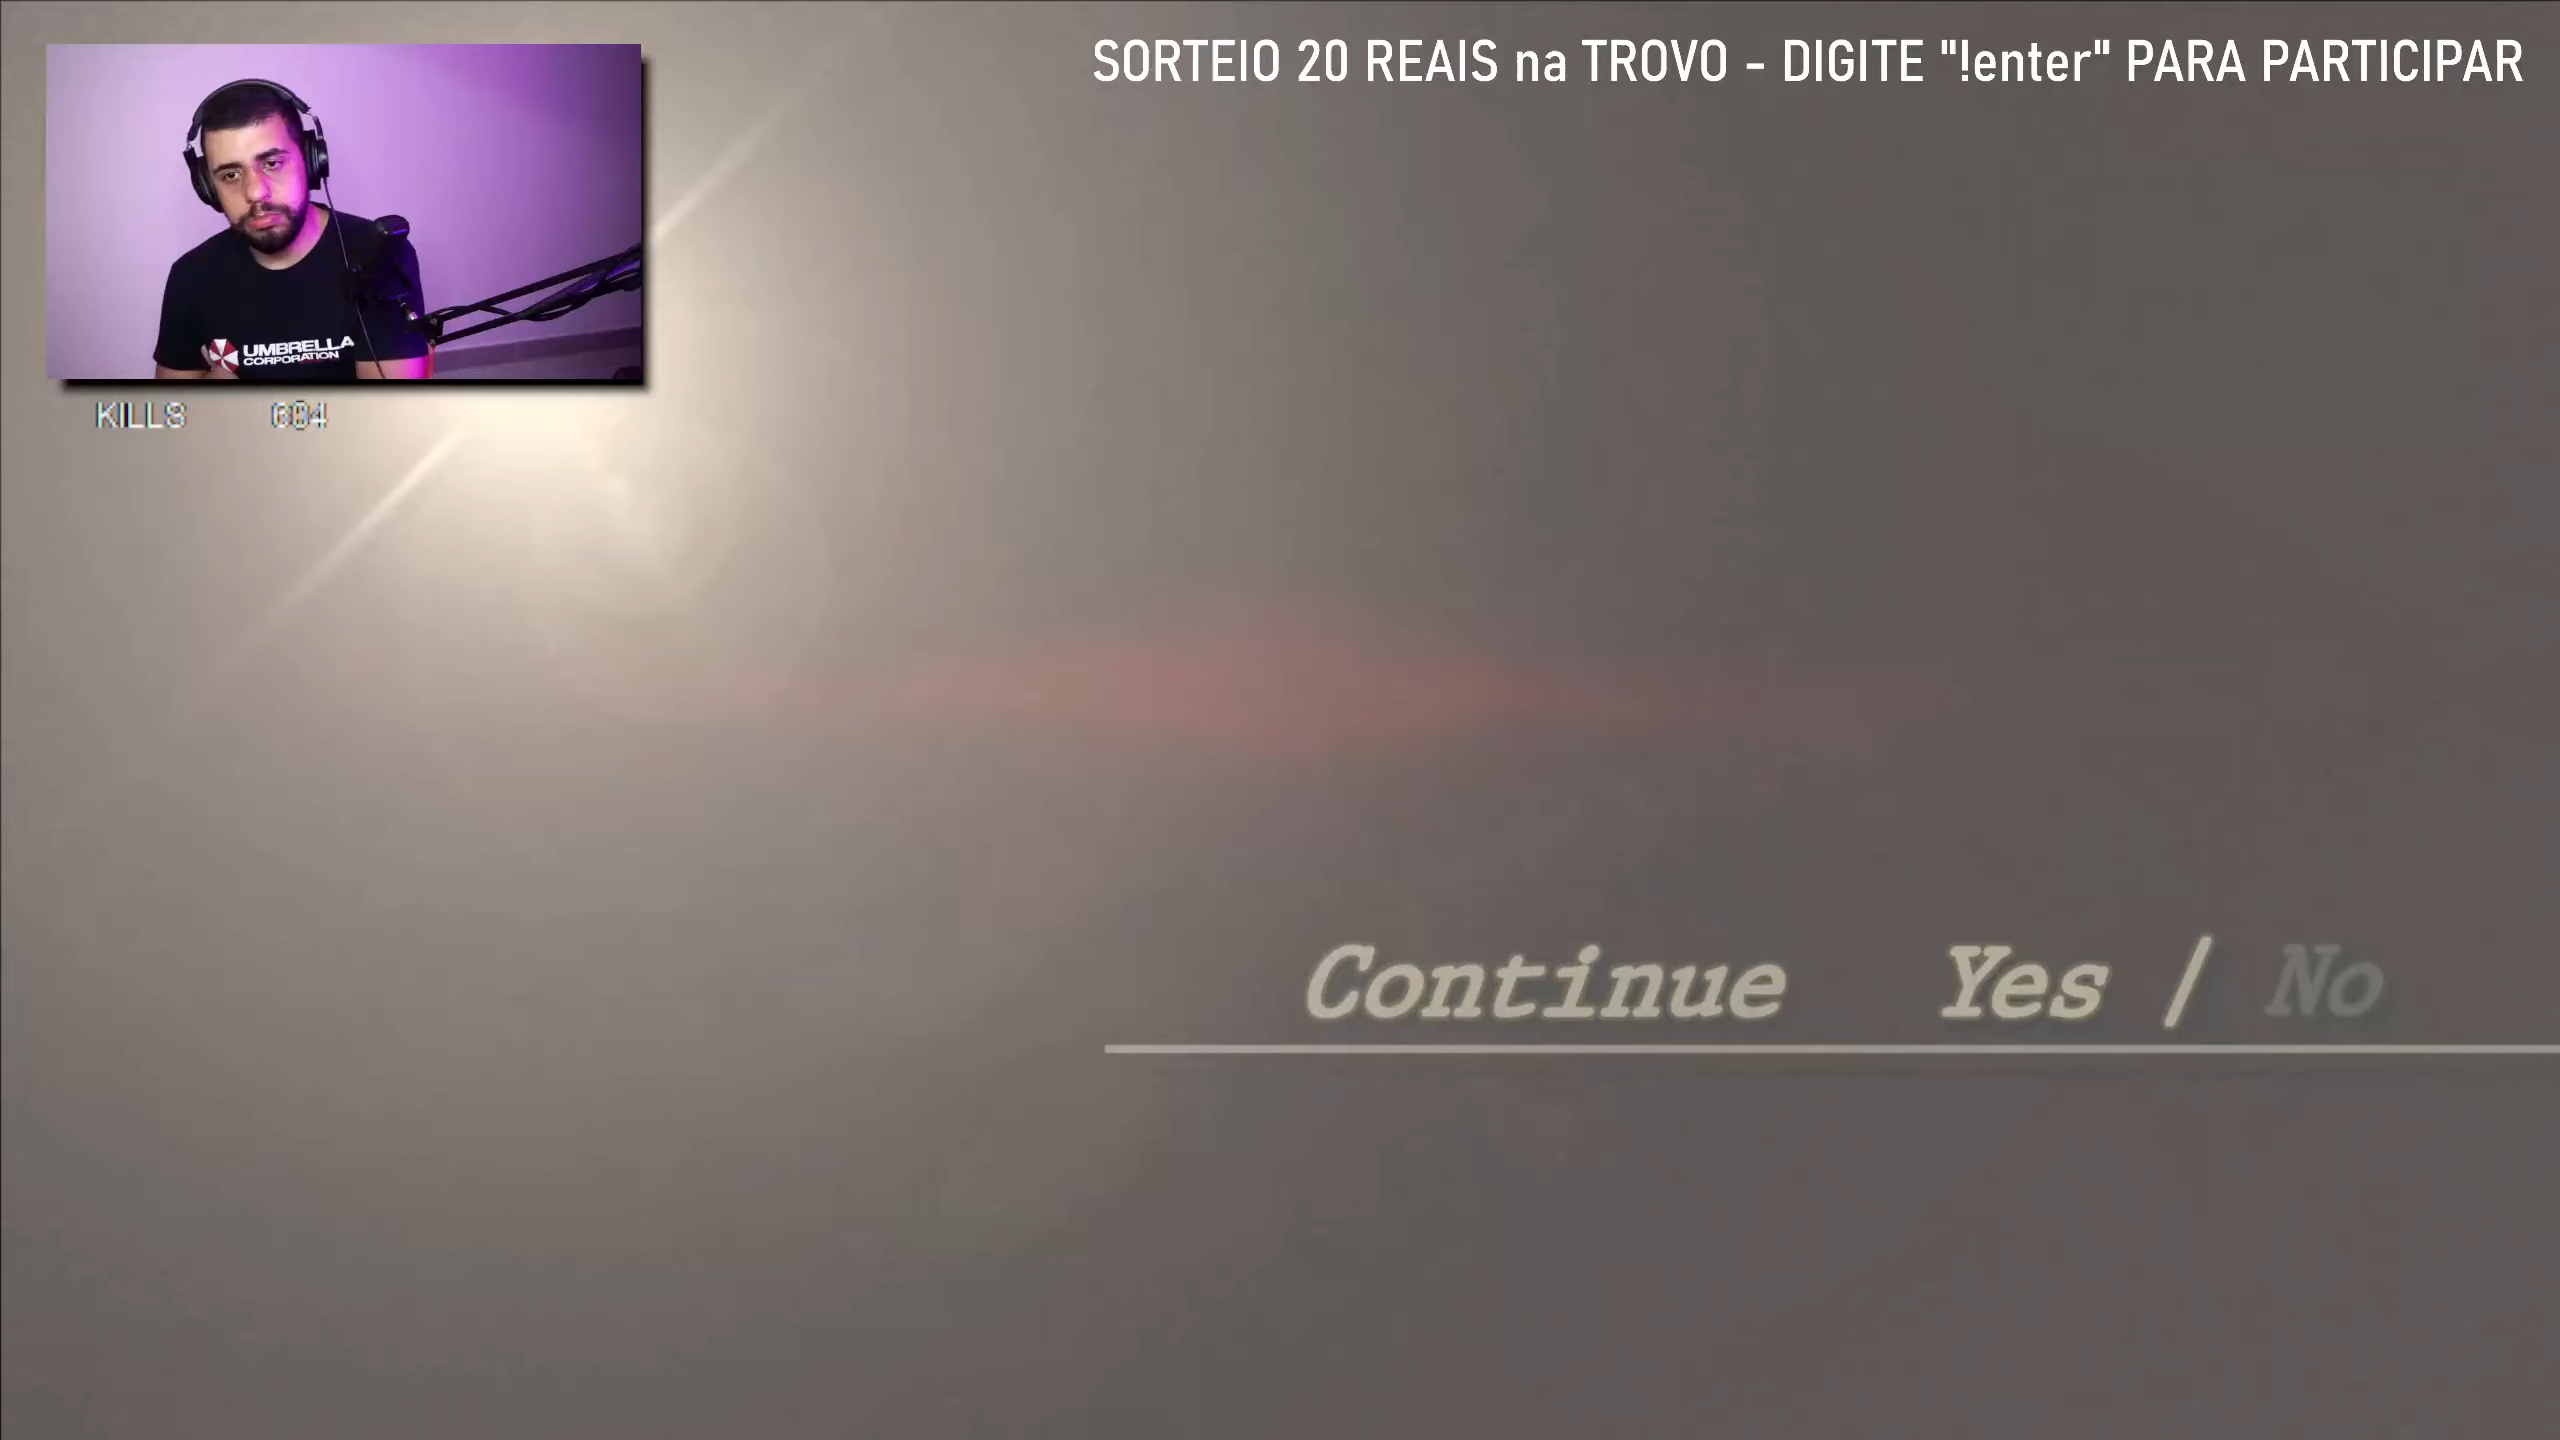 SORTEIO 20 REAIS na TROVO - DIGITE "!enter" PARA PARTICIPAR
UMBRELLA
CORPORATION
KILLS
Continue Yes / No